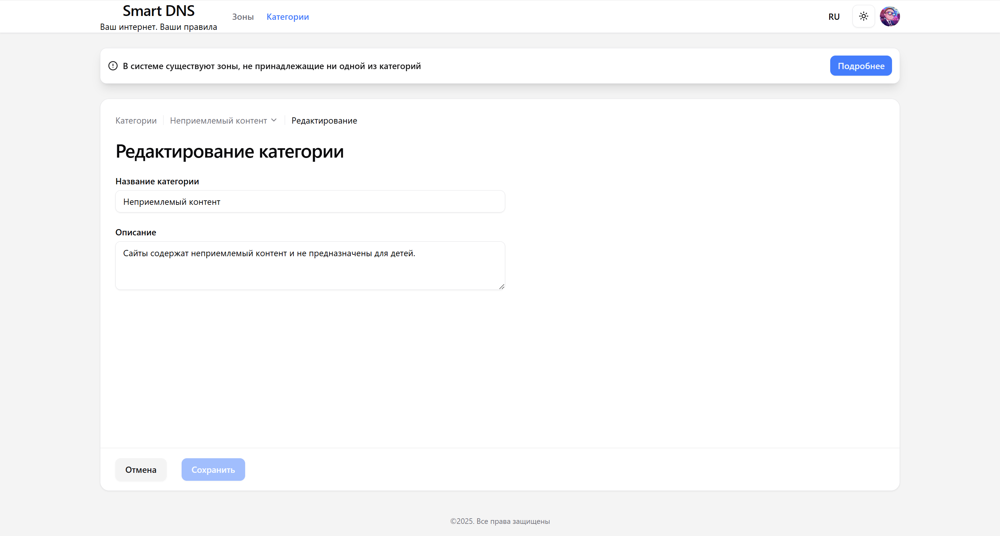 Smart DNS
Ваш интернет. Ваши правила
Зоны
Категории
RU
В системе существуют зоны, не принадлежащие ни одной из категорий
Подробнее
Категории
Неприемлемый контент
Редактирование
Редактирование категории
Название категории
Неприемлемый контент
Описание
Сайты содержат неприемлемый контент и не предназначены для детей.
Отмена
Сохранить
©2025. Все права защищены